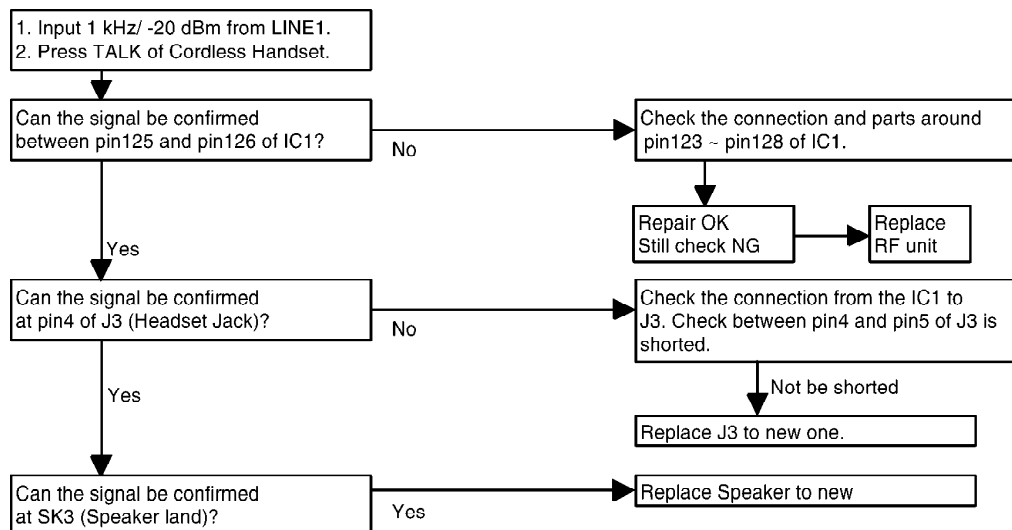 1. Input 1 kHz/ -20 dBm from LINE1.
2. Press TALK of Cordless Handset.
Can the signal be confirmed
between pin125 and pin126 of IC1?
No
Check the connection and parts around
pin123 ~ pin128 of IC1.
Repair OK
Still check NG
Replace
RF unit
Yes
Can the signal be confirmed
at pin4 of J3 (Headset Jack)?
No
Check the connection from the IC1 to
J3. Check between pin4 and pin5 of J3 is
shorted.
Not be shorted
Replace J3 to new one.
Yes
Can the signal be confirmed
at SK3 (Speaker land)?
Yes
Replace Speaker to new